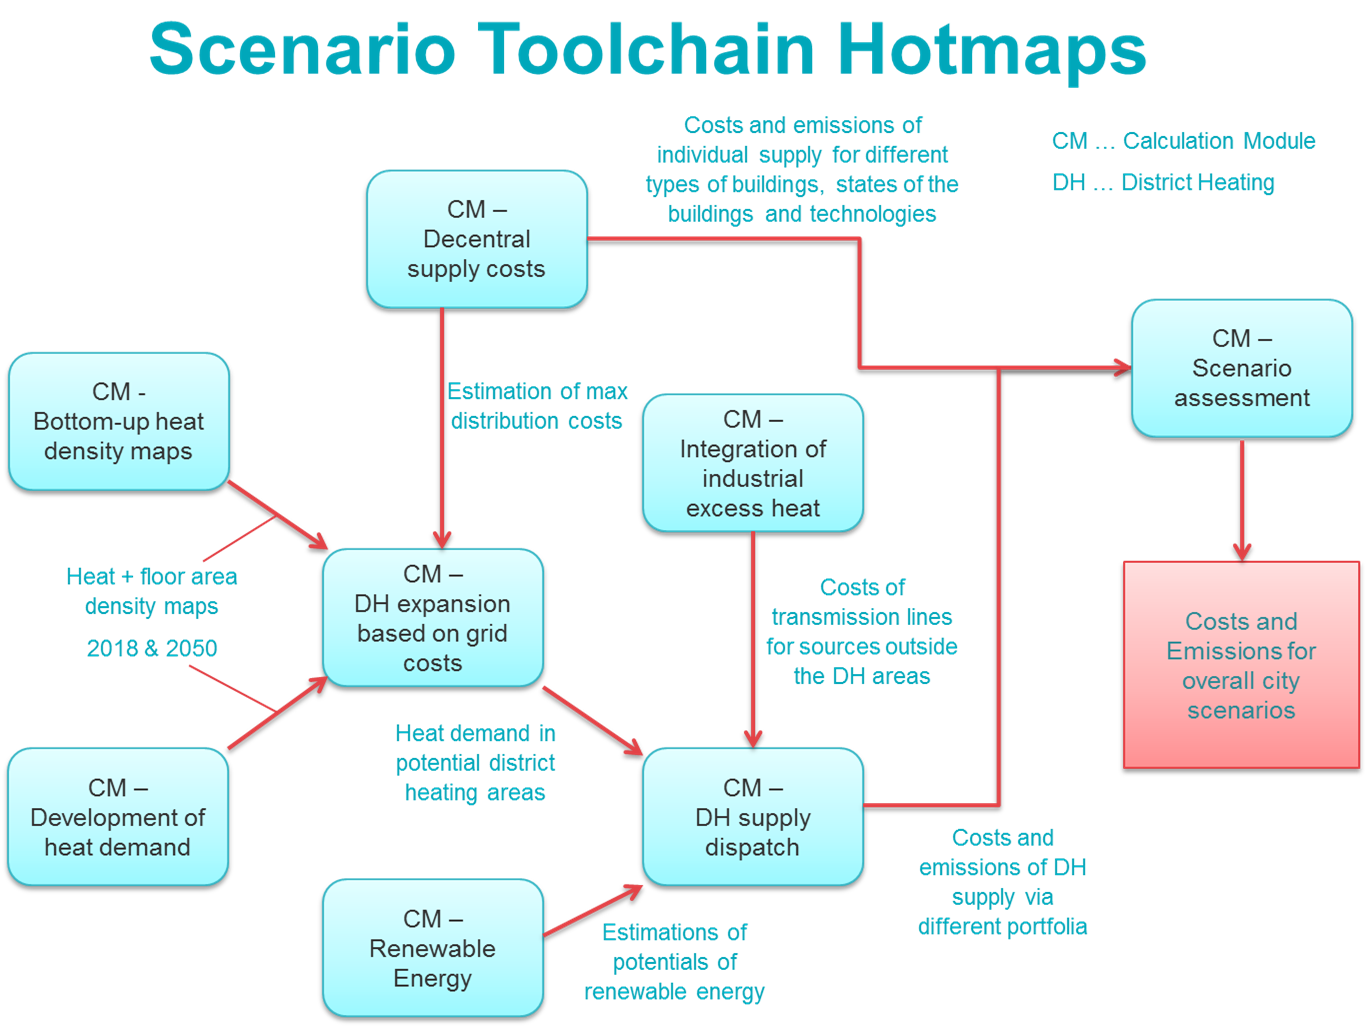 Scenario Toolchain Hotmaps
Costs and emissions of
individual supply for different
types of buildings, states of the
buildings and technologies
CM … Calculation Module
DH … District Heating
CM –
Decentral
supply costs
CM –
Scenario
assessment
CM -
Bottom-up heat
density maps
Estimation of max
distribution costs
CM –
Integration of
industrial
excess heat
Heat + floor area
density maps
2018 & 2050
CM –
DH expansion
based on grid
costs
Costs of
transmission lines
for sources outside
the DH areas
Costs and
Emissions for
overall city
scenarios
Heat demand in
potential district
heating areas
CM –
Development of
heat demand
CM –
DH supply
dispatch
Costs and
emissions of DH
supply via
different portfolia
CM –
Renewable
Energy
Estimations of
potentials of
renewable energy